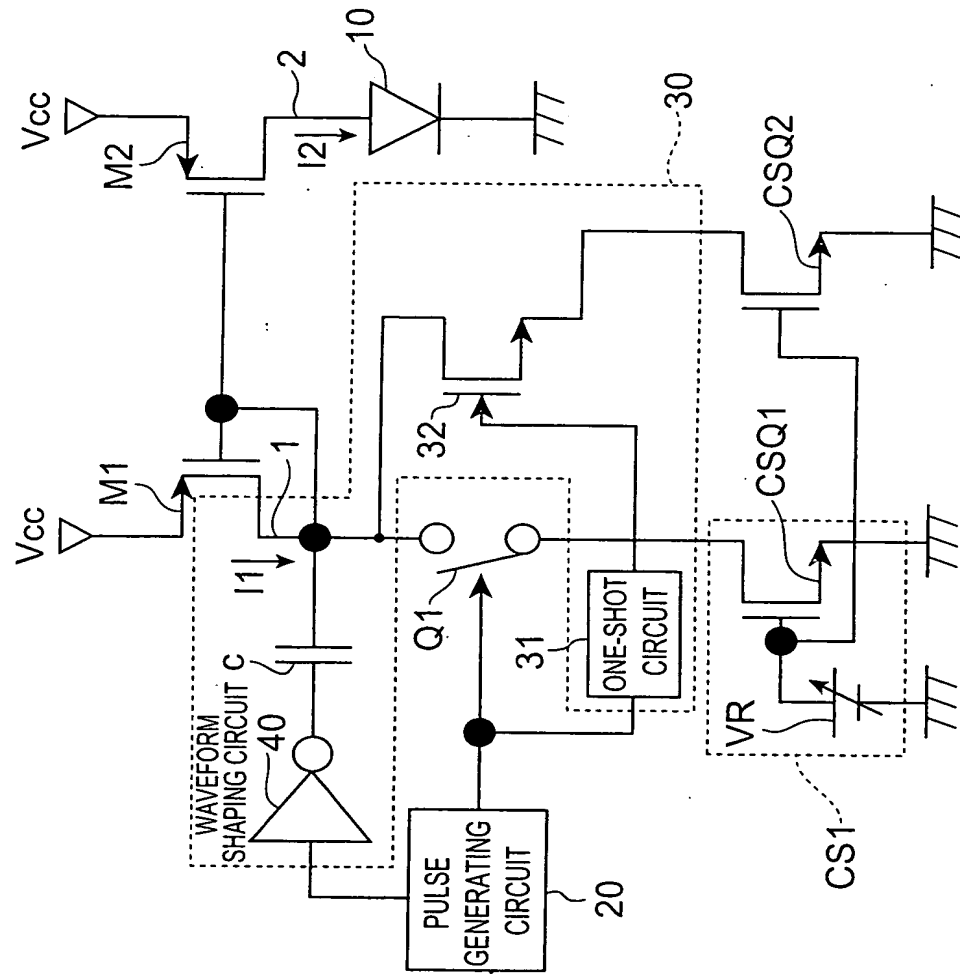 Vcc
Vcc
M1
M2
1
2
I1
I2
10
WAVEFORM
SHAPING CIRCUIT
C
40
Q1
32
30
PULSE
GENERATING
CIRCUIT
20
31
ONE-SHOT
CIRCUIT
CSQ1
CSQ2
VR
CS1